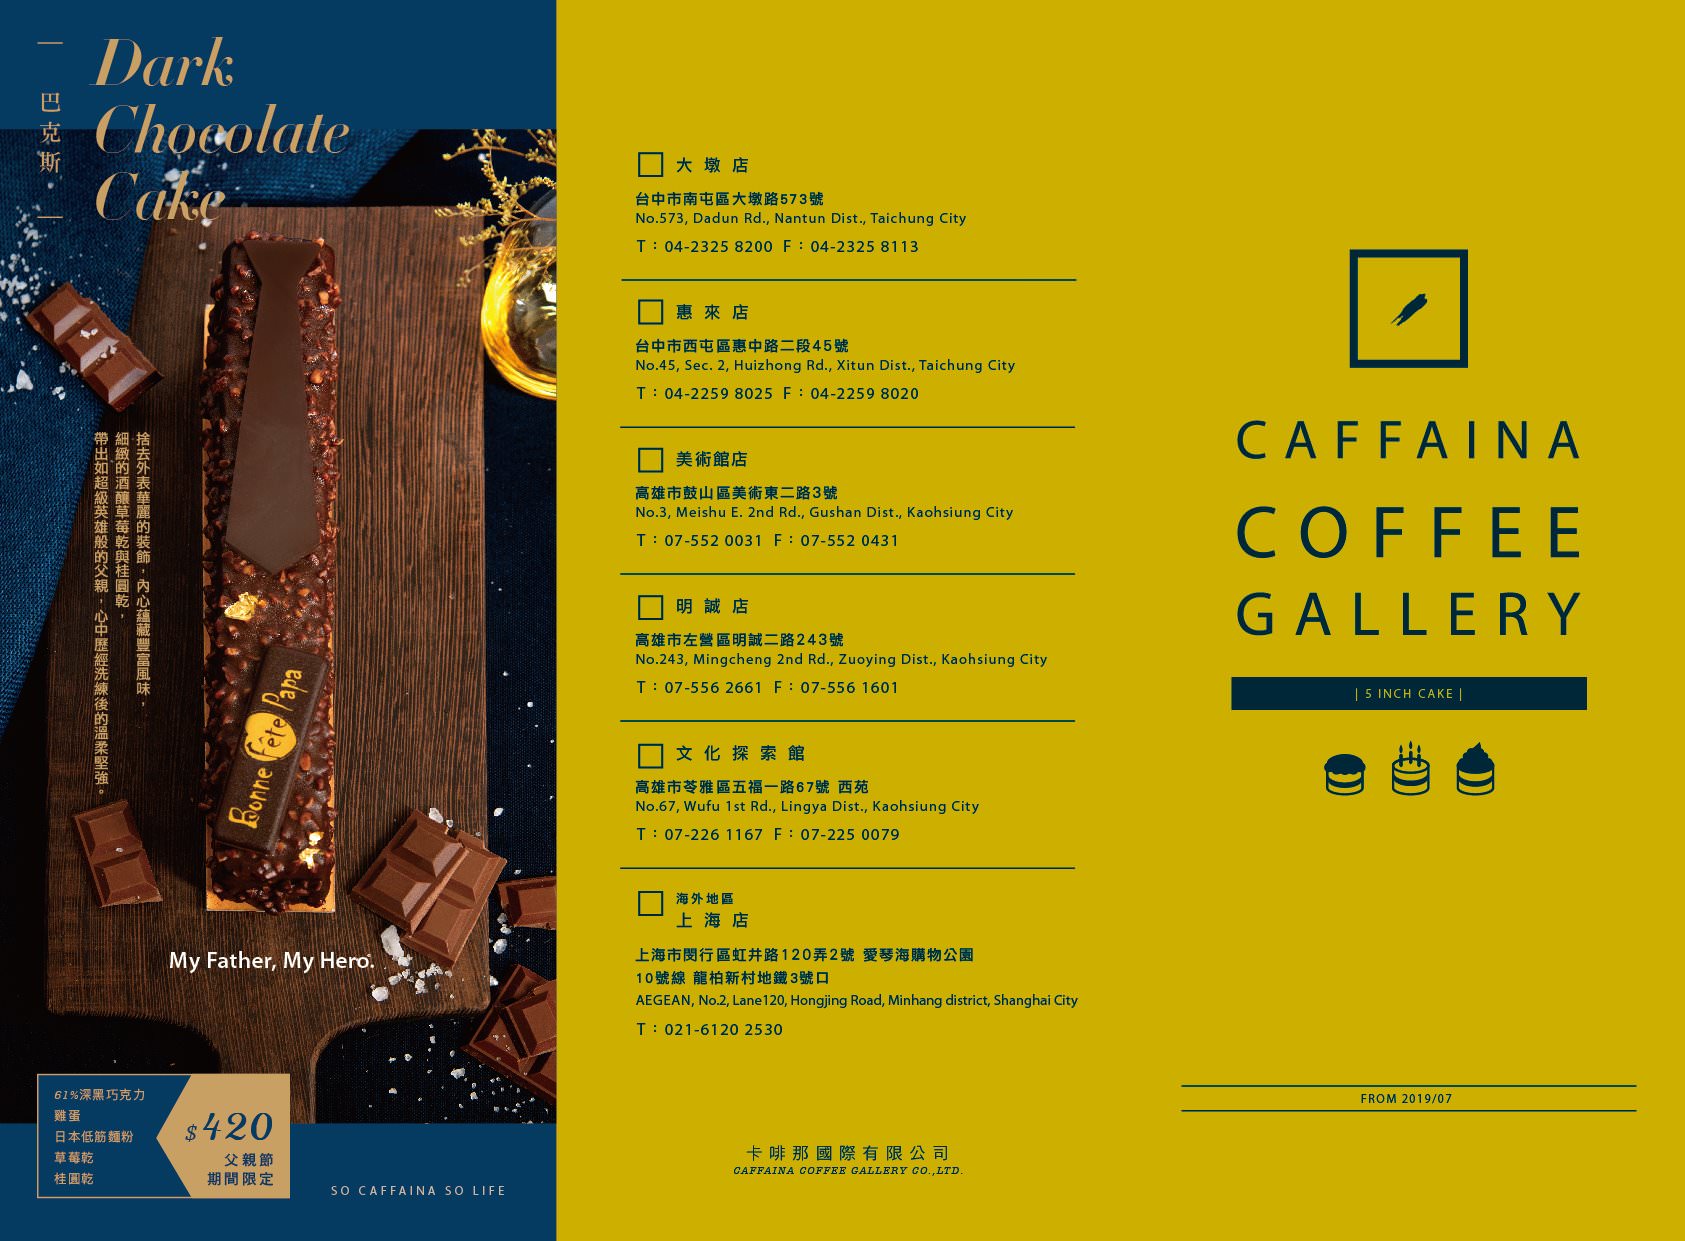 Dark
Chocolate
Cake
巴克斯
捨去外表華麗的裝飾，內心蘊藏豐富風味，
細緻的酒釀草莓乾與桂圓乾，
帶出如超級英雄般的父親，心中歷經洗練後的溫柔堅強。
Bonne Fête Papa
My Father, My Hero.
61%深黑巧克力
雞蛋
日本低筋麵粉
草莓乾
桂圓乾
$420
父親節
期間限定
SO CAFFAINA SO LIFE
大墩店
台中市南屯區大墩路573號
No.573, Dadun Rd., Nantun Dist., Taichung City
T：04-2325 8200 F：04-2325 8113
惠來店
台中市西屯區惠中路二段45號
No.45, Sec. 2, Huizhong Rd., Xitun Dist., Taichung City
T：04-2259 8025 F：04-2259 8020
美術館店
高雄市鼓山區美術東二路3號
No.3, Meishu E. 2nd Rd., Gushan Dist., Kaohsiung City
T：07-552 0031 F：07-552 0431
明誠店
高雄市左營區明誠二路243號
No.243, Mingcheng 2nd Rd., Zuoying Dist., Kaohsiung City
T：07-556 2661 F：07-556 1601
文化探索館
高雄市苓雅區五福一路67號 西苑
No.67, Wufu 1st Rd., Lingya Dist., Kaohsiung City
T：07-226 1167 F：07-225 0079
海外地區
上海店
上海市閔行區虹井路120弄2號 愛琴海購物公園
10號線 龍柏新村地鐵3號口
AEGEAN, No.2, Lane120, Hongjing Road, Minhang district, Shanghai City
T：021-6120 2530
卡啡那國際有限公司
CAFFAINA COFFEE GALLERY CO.,LTD.
CAFFAINA
COFFEE
GALLERY
| 5 INCH CAKE |
FROM 2019/07